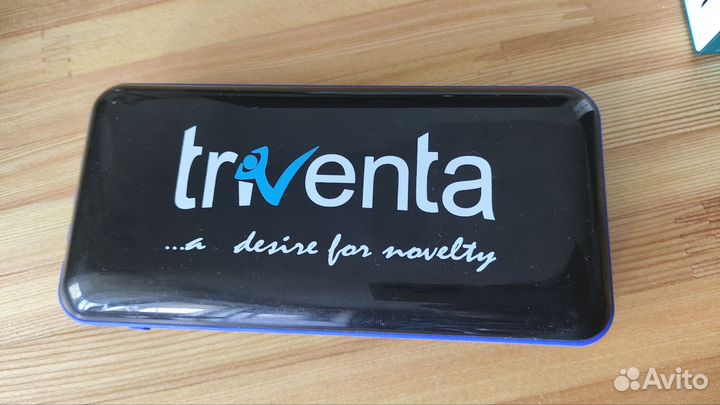 triventa
...a desire for novelty
Avito